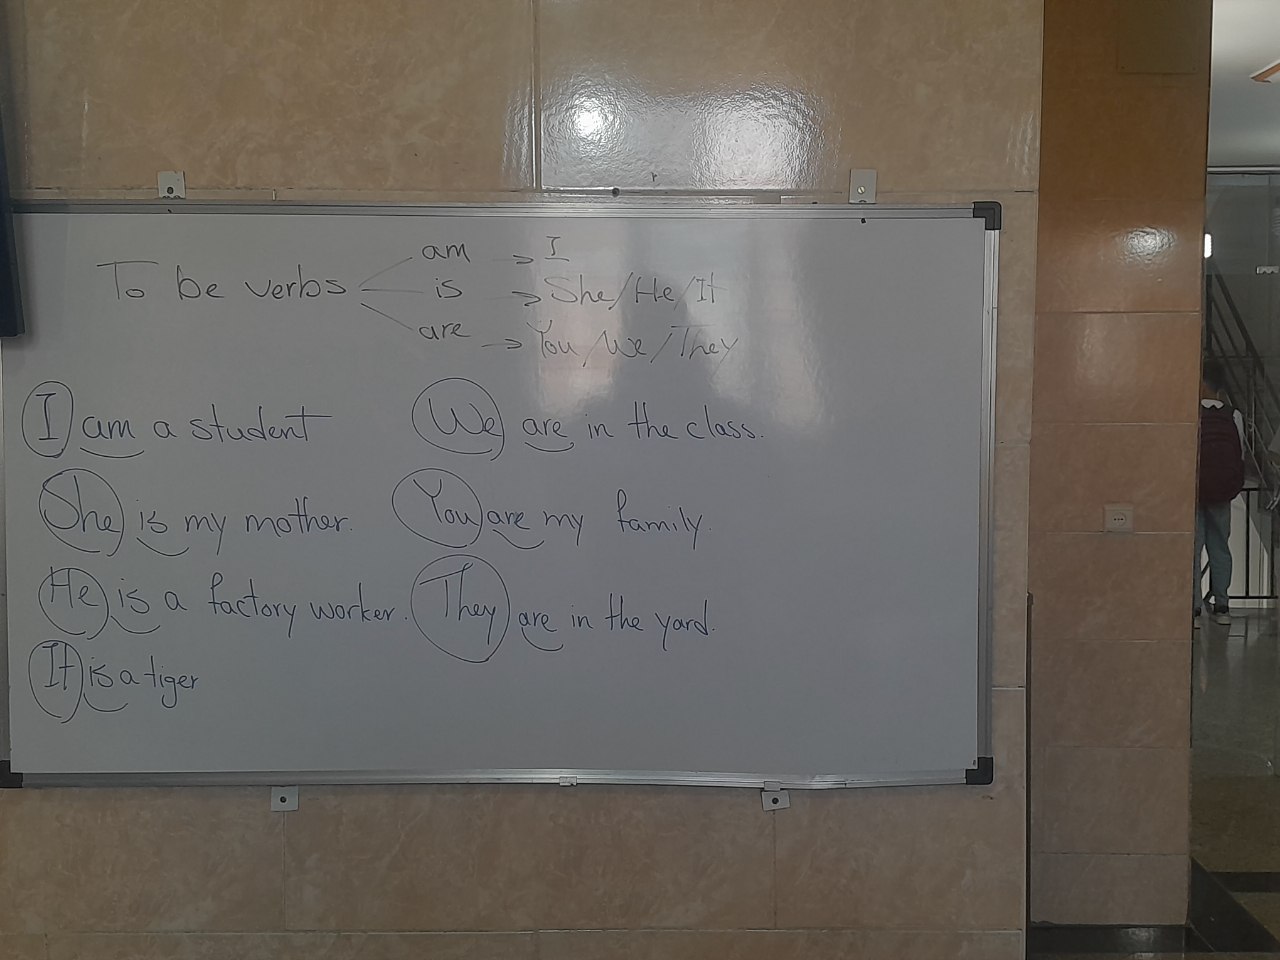 am → I
To be verbs is → She/He/It
are → You/We/They
I am a student
We are in the class.
She is my mother.
You are my family.
He is a factory worker.
They are in the yard.
It is a tiger